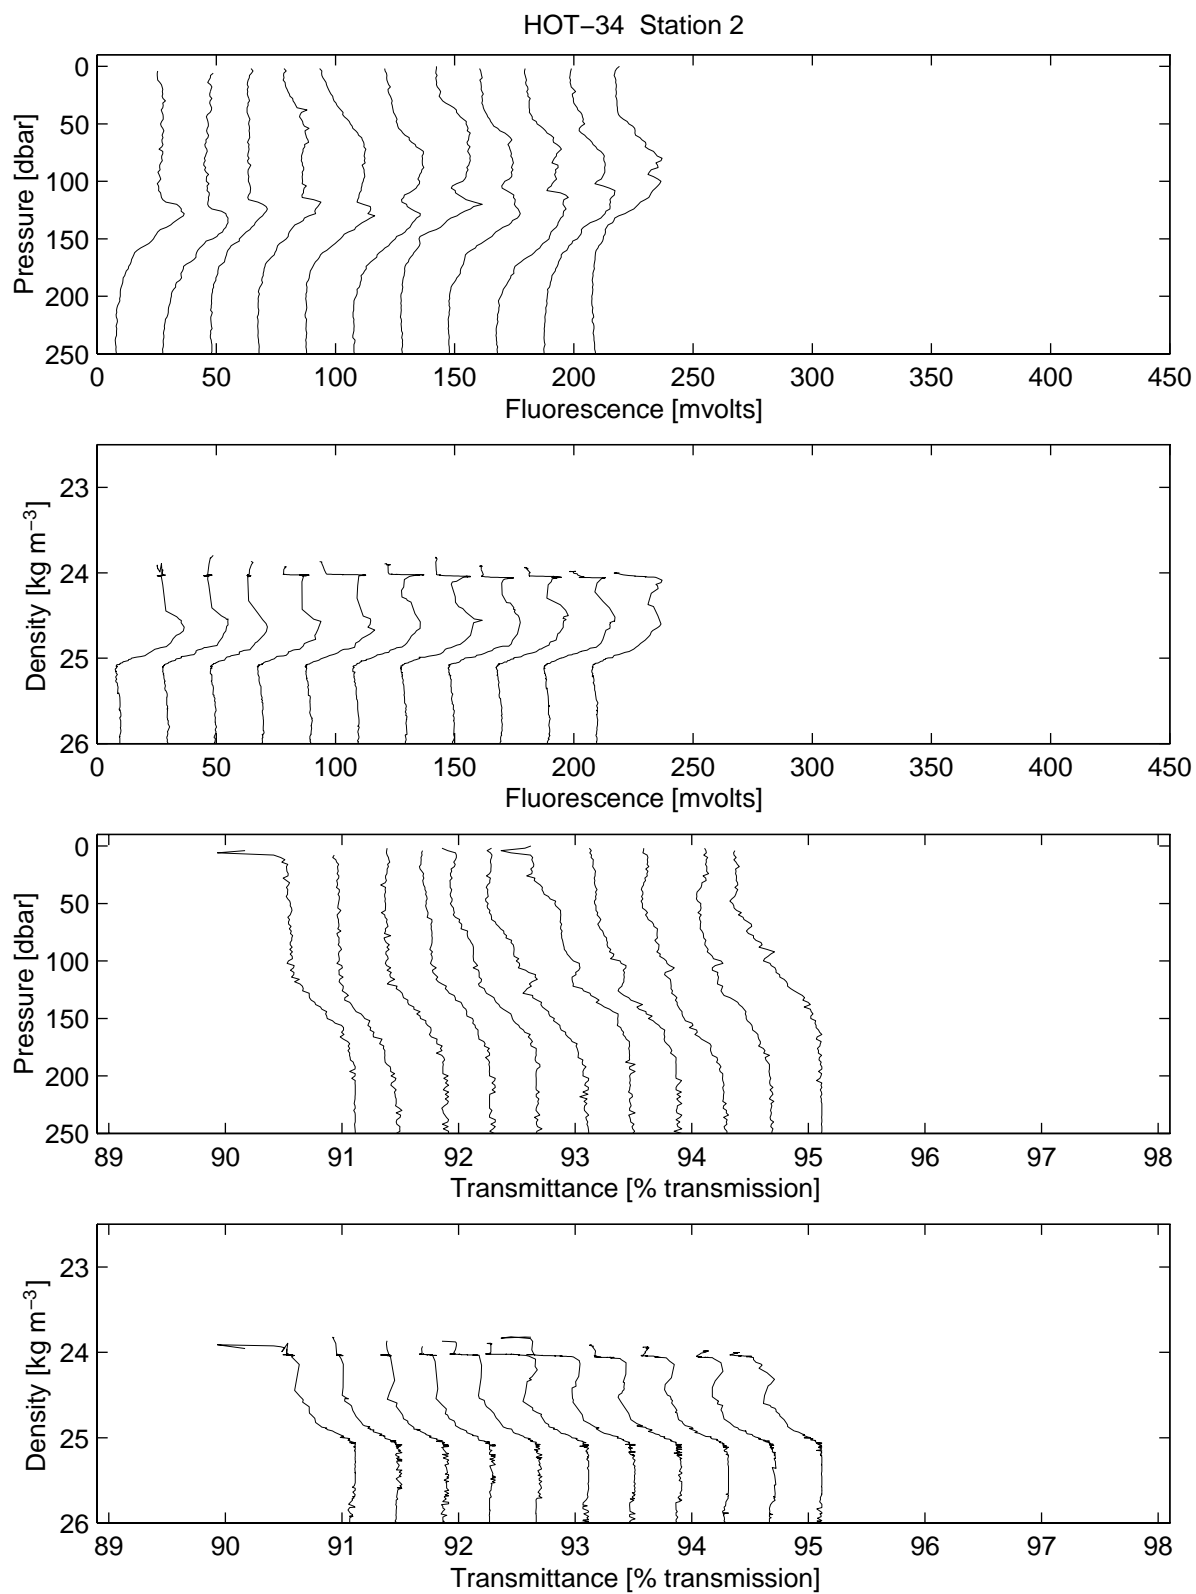 HOT−34 Station 2
0
50
100
150
200
250
Pressure [dbar]
0 50 100 150 200 250 300 350 400 450
Fluorescence [mvolts]
23
24
25
26
Density [kg m−3]
0 50 100 150 200 250 300 350 400 450
Fluorescence [mvolts]
0
50
100
150
200
250
Pressure [dbar]
89 90 91 92 93 94 95 96 97 98
Transmittance [% transmission]
23
24
25
26
Density [kg m−3]
89 90 91 92 93 94 95 96 97 98
Transmittance [% transmission]